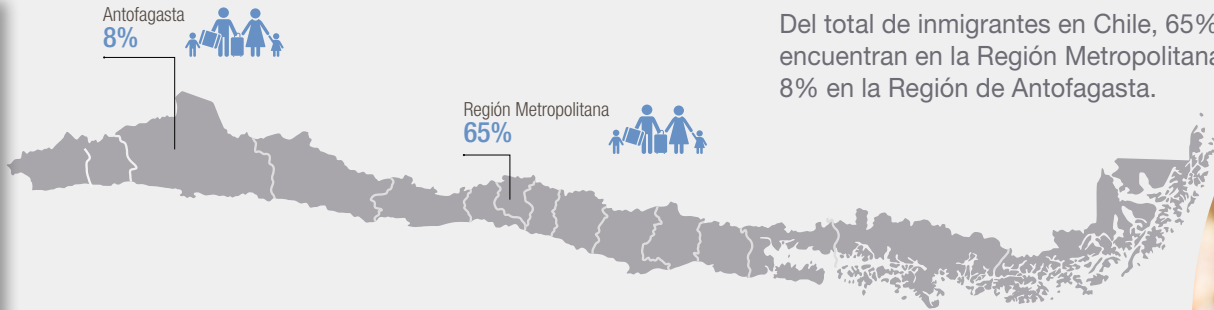 Antofagasta
8%
Región Metropolitana
65%
Del total de inmigrantes en Chile, 65%
encuentran en la Región Metropolitana
8% en la Región de Antofagasta.